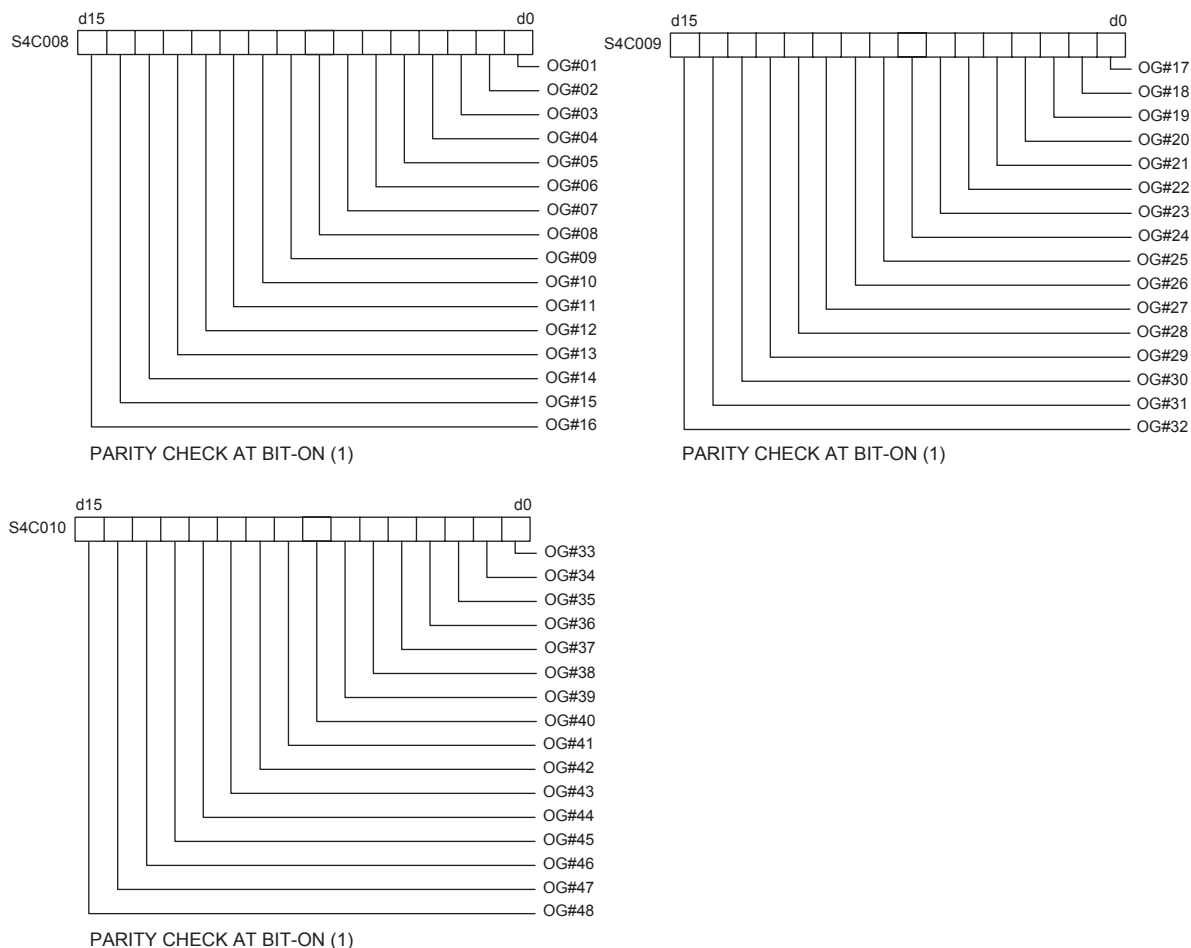 d15 d0
S4C008
OG#01
OG#02
OG#03
OG#04
OG#05
OG#06
OG#07
OG#08
OG#09
OG#10
OG#11
OG#12
OG#13
OG#14
OG#15
OG#16
PARITY CHECK AT BIT-ON (1)
d15 d0
S4C009
OG#17
OG#18
OG#19
OG#20
OG#21
OG#22
OG#23
OG#24
OG#25
OG#26
OG#27
OG#28
OG#29
OG#30
OG#31
OG#32
PARITY CHECK AT BIT-ON (1)
d15 d0
S4C010
OG#33
OG#34
OG#35
OG#36
OG#37
OG#38
OG#39
OG#40
OG#41
OG#42
OG#43
OG#44
OG#45
OG#46
OG#47
OG#48
PARITY CHECK AT BIT-ON (1)